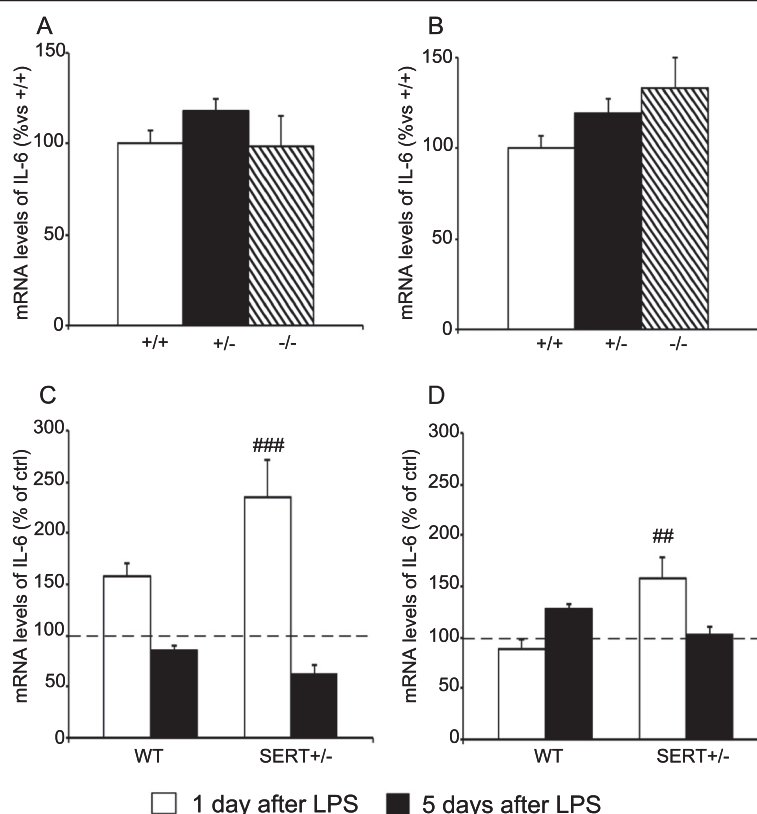 A
mRNA levels of IL-6 (%vs +/+)
150
100
50
0
+/+ +/- -/-
B
mRNA levels of IL-6 (%vs +/+)
150
100
50
0
+/+ +/- -/-
C
mRNA levels of IL-6 (% of ctrl)
300
250
200
150
100
50
0
###
WT SERT+/-
D
mRNA levels of IL-6 (% of ctrl)
300
250
200
150
100
50
0
##
WT SERT+/-
1 day after LPS 5 days after LPS